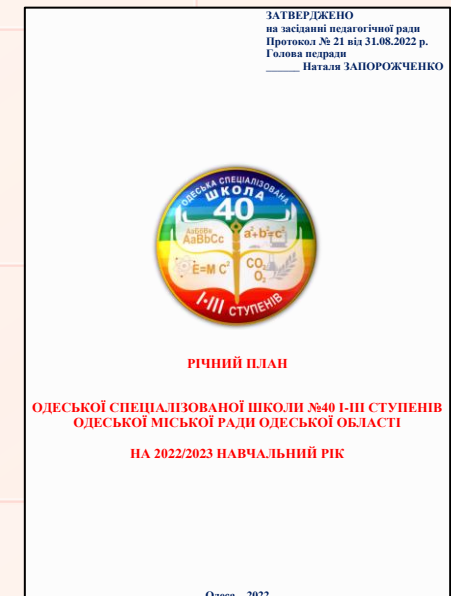 ЗАТВЕРДЖЕНО
на засіданні педагогічної ради
Протокол № 21 від 31.08.2022 р.
Голова педради
______ Наталя ЗАПОРОЖЧЕНКО
ОДЕСЬКА СПЕЦІАЛІЗОВАНА
ШКОЛА
40
АаБбВв
AaBbCc
a²+b²=c²
E=M C²
CO₂
O₂
I-III СТУПЕНІВ
РІЧНИЙ ПЛАН
ОДЕСЬКОЇ СПЕЦІАЛІЗОВАНОЇ ШКОЛИ №40 І-ІІІ СТУПЕНІВ
ОДЕСЬКОЇ МІСЬКОЇ РАДИ ОДЕСЬКОЇ ОБЛАСТІ
НА 2022/2023 НАВЧАЛЬНИЙ РІК
Одеса – 2022